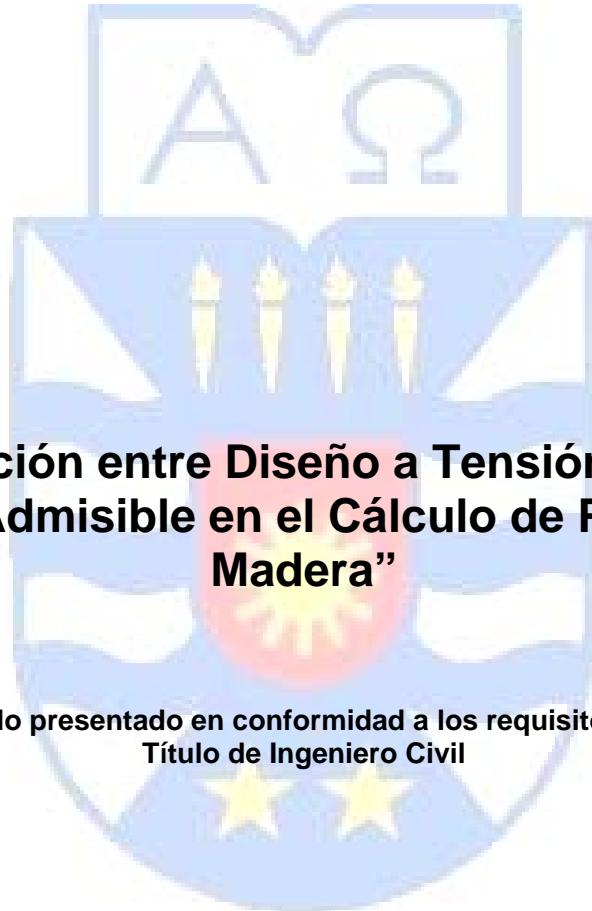 Α Ω
ción entre Diseño a Tensión
Admisible en el Cálculo de
Madera”
lo presentado en conformidad a los requisit
Título de Ingeniero Civil